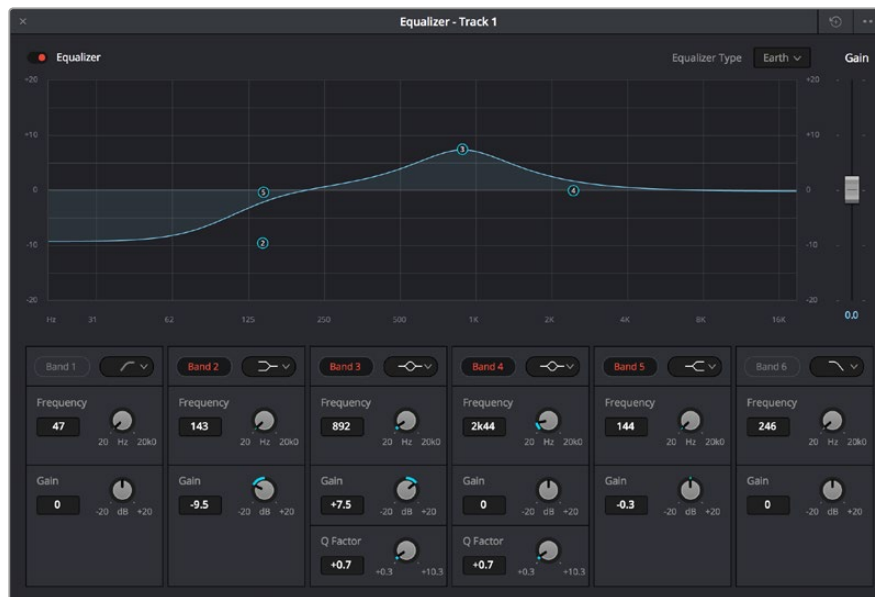 Equalizer - Track 1
Equalizer
Equalizer Type Earth Gain
+20 +20
+10 +10
0 0
-10 -10
-20 -20
5
2
3
4
Hz 31 62 125 250 500 1K 2K 4K 8K 16K
0.0
Band 1 Band 2 Band 3 Band 4 Band 5 Band 6
Frequency Frequency Frequency Frequency Frequency Frequency
47 143 892 2k44 144 246
20 Hz 20k0 20 Hz 20k0 20 Hz 20k0 20 Hz 20k0 20 Hz 20k0 20 Hz 20k0
Gain Gain Gain Gain Gain Gain
0 -9.5 +7.5 0 -0.3 0
-20 dB +20 -20 dB +20 -20 dB +20 -20 dB +20 -20 dB +20 -20 dB +20
Q Factor Q Factor
+0.7 +0.7
+0.3 +10.3 +0.3 +10.3